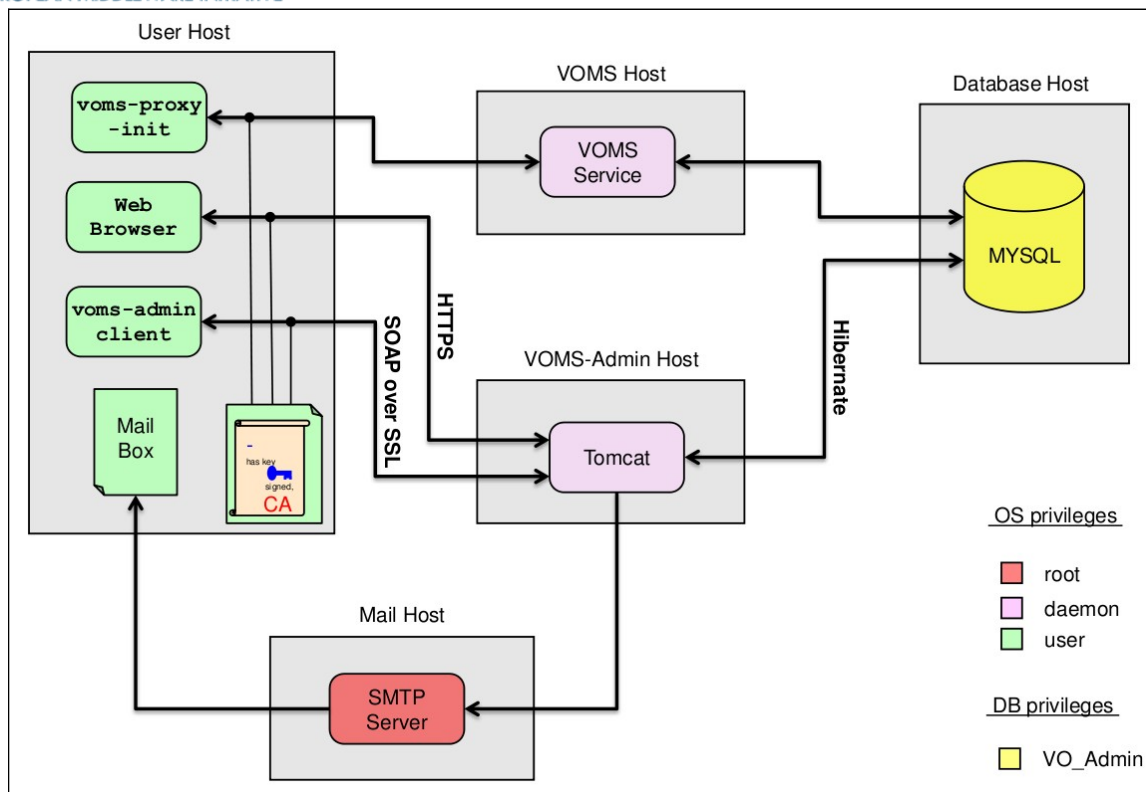 User Host
voms-proxy
-init
Web
Browser
voms-admin
client
Mail
Box
-
has key
signed,
CA
VOMS Host
VOMS
Service
Database Host
MYSQL
HTTPS
SOAP over SSL
Hibernate
VOMS-Admin Host
Tomcat
Mail Host
SMTP
Server
OS privileges
root
daemon
user
DB privileges
VO_Admin